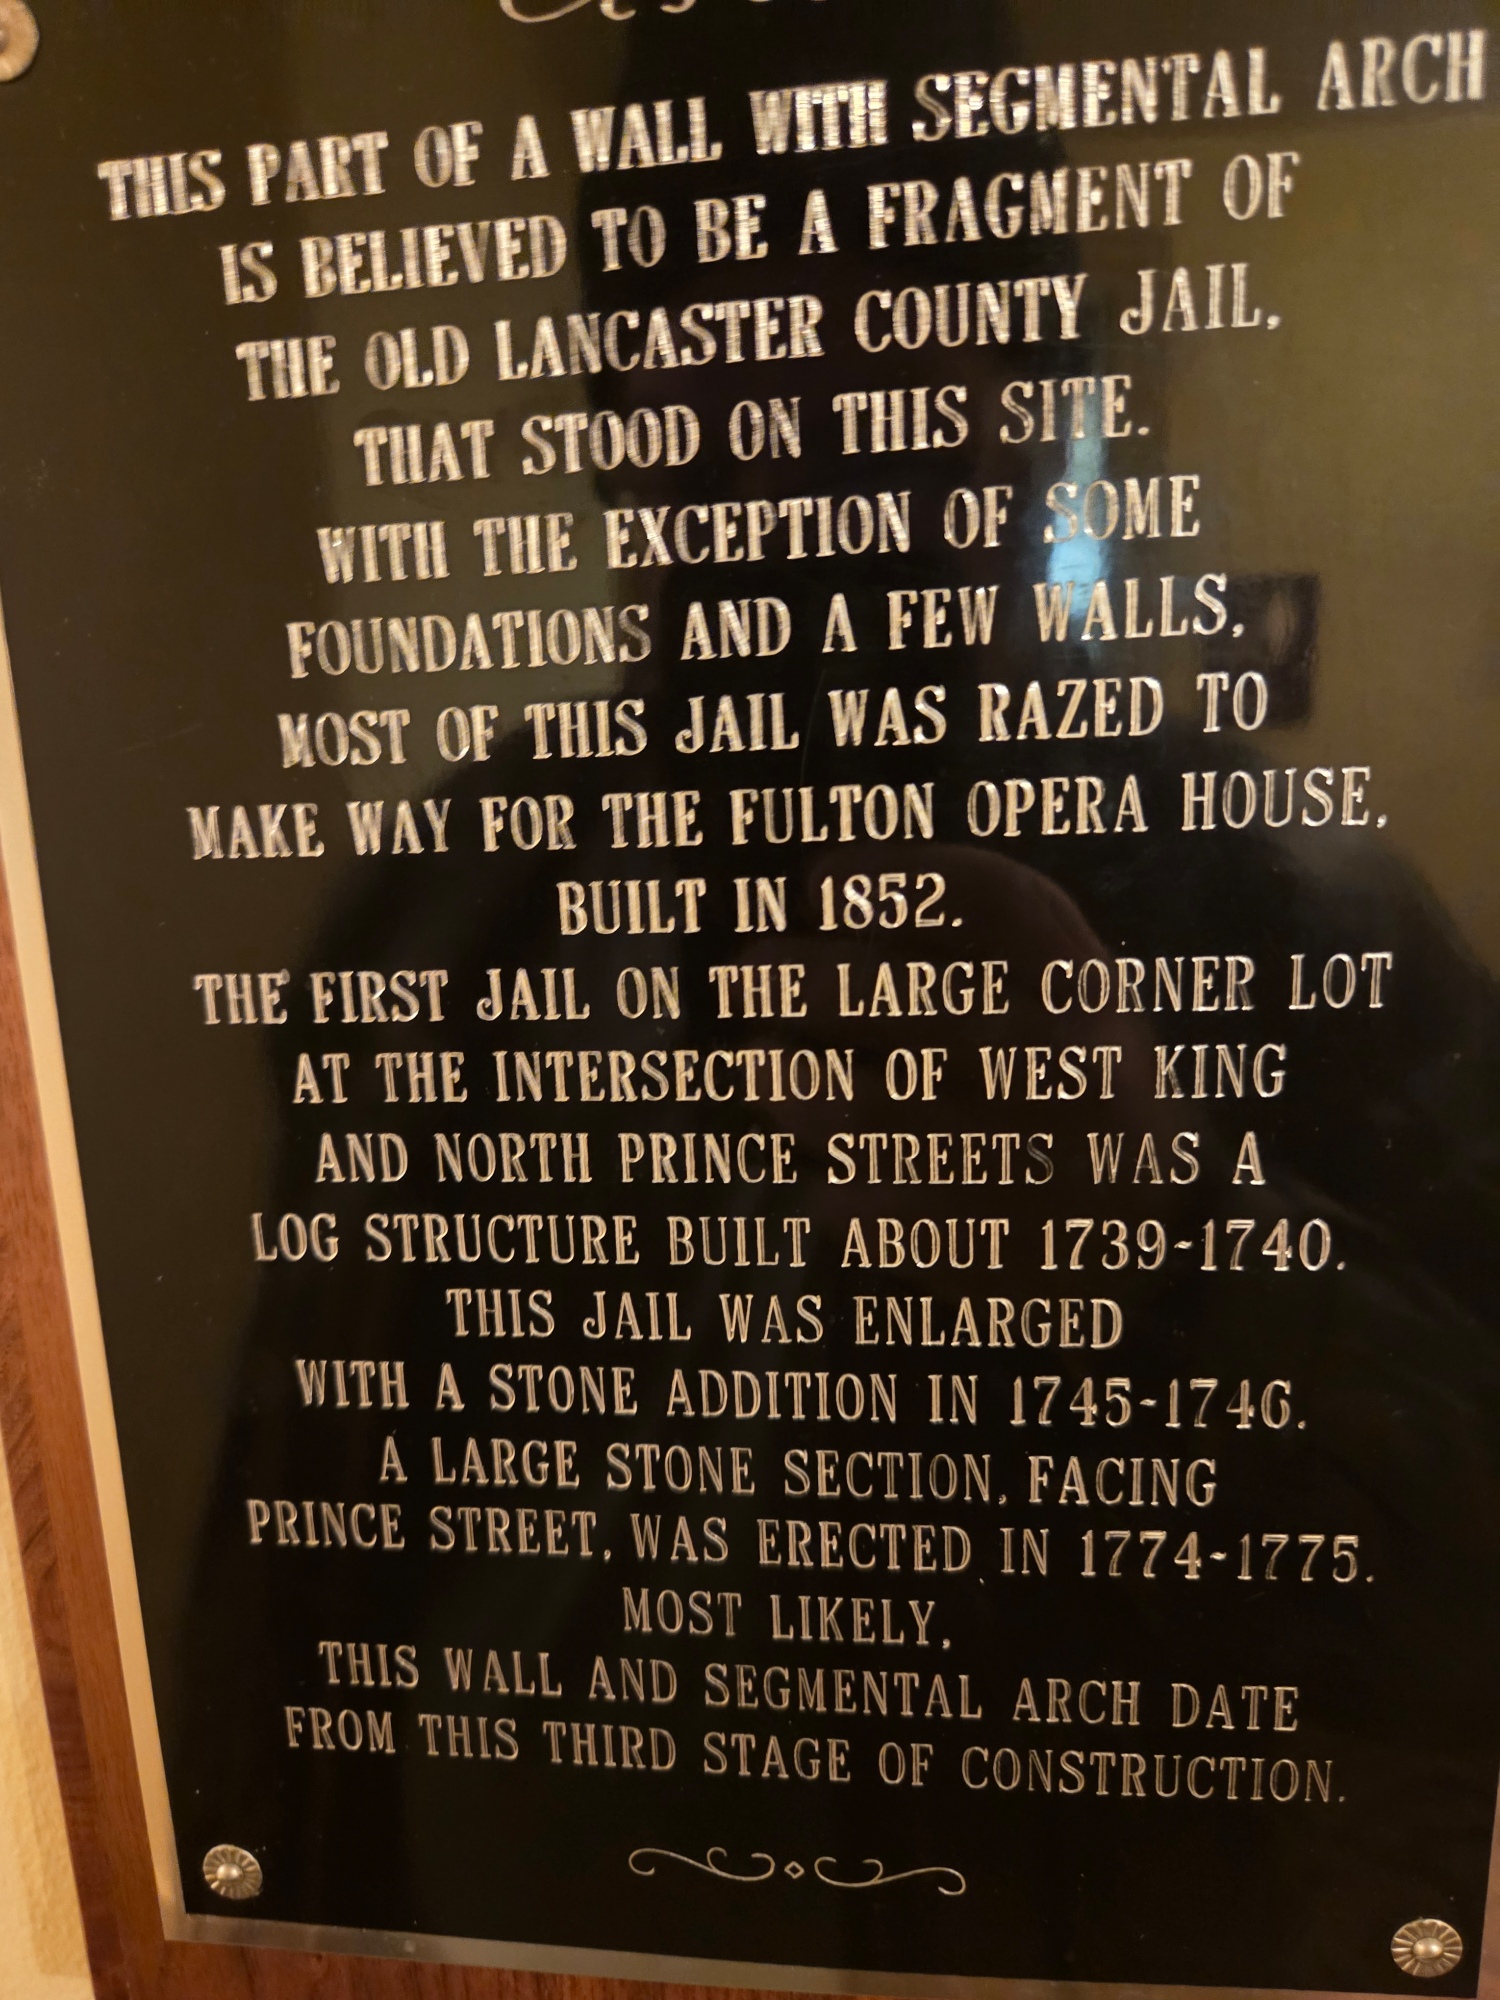 THIS PART OF A WALL WITH SEGMENTAL ARCH
IS BELIEVED TO BE A FRAGMENT OF
THE OLD LANCASTER COUNTY JAIL,
THAT STOOD ON THIS SITE.
WITH THE EXCEPTION OF SOME
FOUNDATIONS AND A FEW WALLS,
MOST OF THIS JAIL WAS RAZED TO
MAKE WAY FOR THE FULTON OPERA HOUSE,
BUILT IN 1852.
THE FIRST JAIL ON THE LARGE CORNER LOT
AT THE INTERSECTION OF WEST KING
AND NORTH PRINCE STREETS WAS A
LOG STRUCTURE BUILT ABOUT 1739-1740.
THIS JAIL WAS ENLARGED
WITH A STONE ADDITION IN 1745-1746.
A LARGE STONE SECTION, FACING
PRINCE STREET, WAS ERECTED IN 1774-1775.
MOST LIKELY,
THIS WALL AND SEGMENTAL ARCH DATE
FROM THIS THIRD STAGE OF CONSTRUCTION.